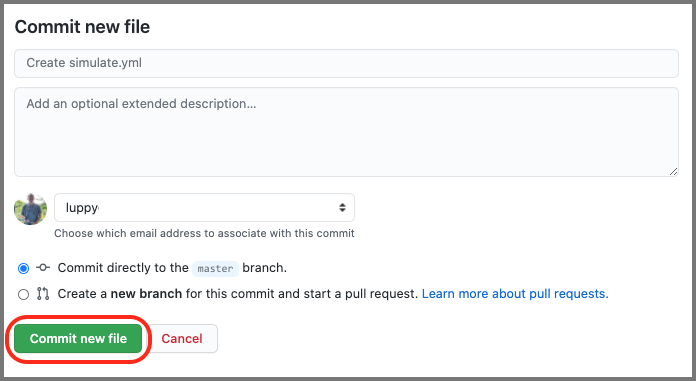 Commit new file
Create simulate.yml
Add an optional extended description...
luppy
Choose which email address to associate with this commit
Commit directly to the master branch.
Create a new branch for this commit and start a pull request. Learn more about pull requests.
Commit new file Cancel